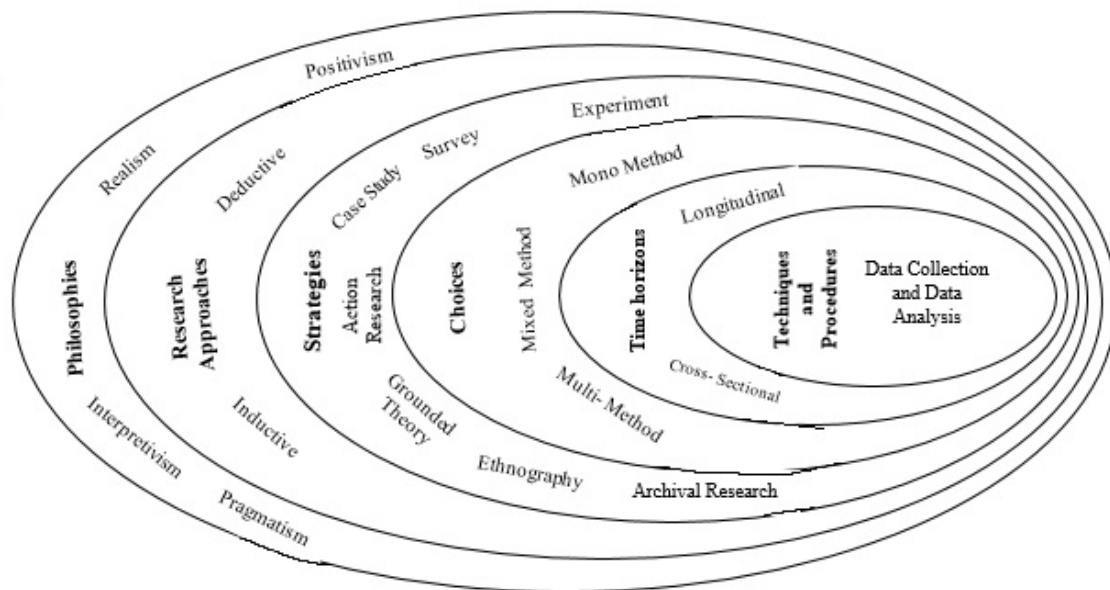 Positivism
Realism
Philosophies
Interpretivism
Pragmatism
Deductive
Research
Approaches
Inductive
Experiment
Survey
Case Study
Strategies
Action
Research
Grounded
Theory
Ethnography
Archival Research
Mono Method
Choices
Mixed Method
Multi- Method
Longitudinal
Time horizons
Cross- Sectional
Techniques
and
Procedures
Data Collection
and Data
Analysis